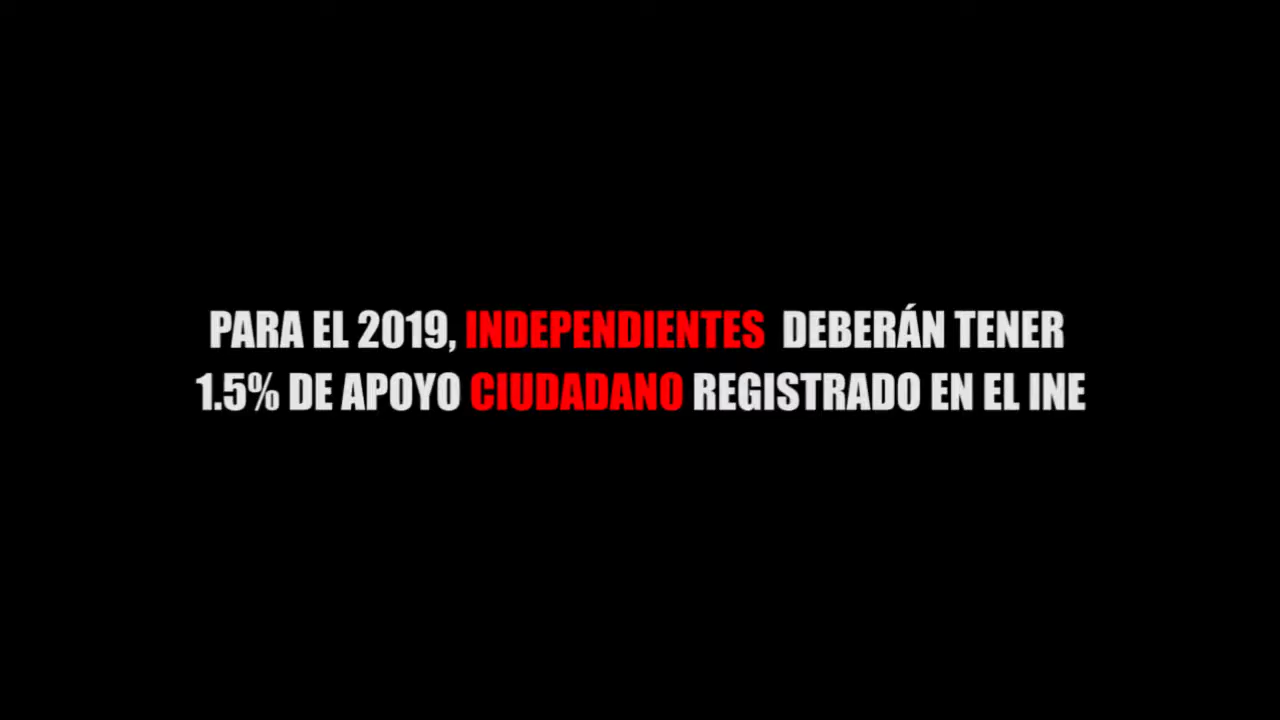 PARA EL 2019, INDEPENDIENTES DEBERÁN TENER
1.5% DE APOYO CIUDADANO REGISTRADO EN EL INE